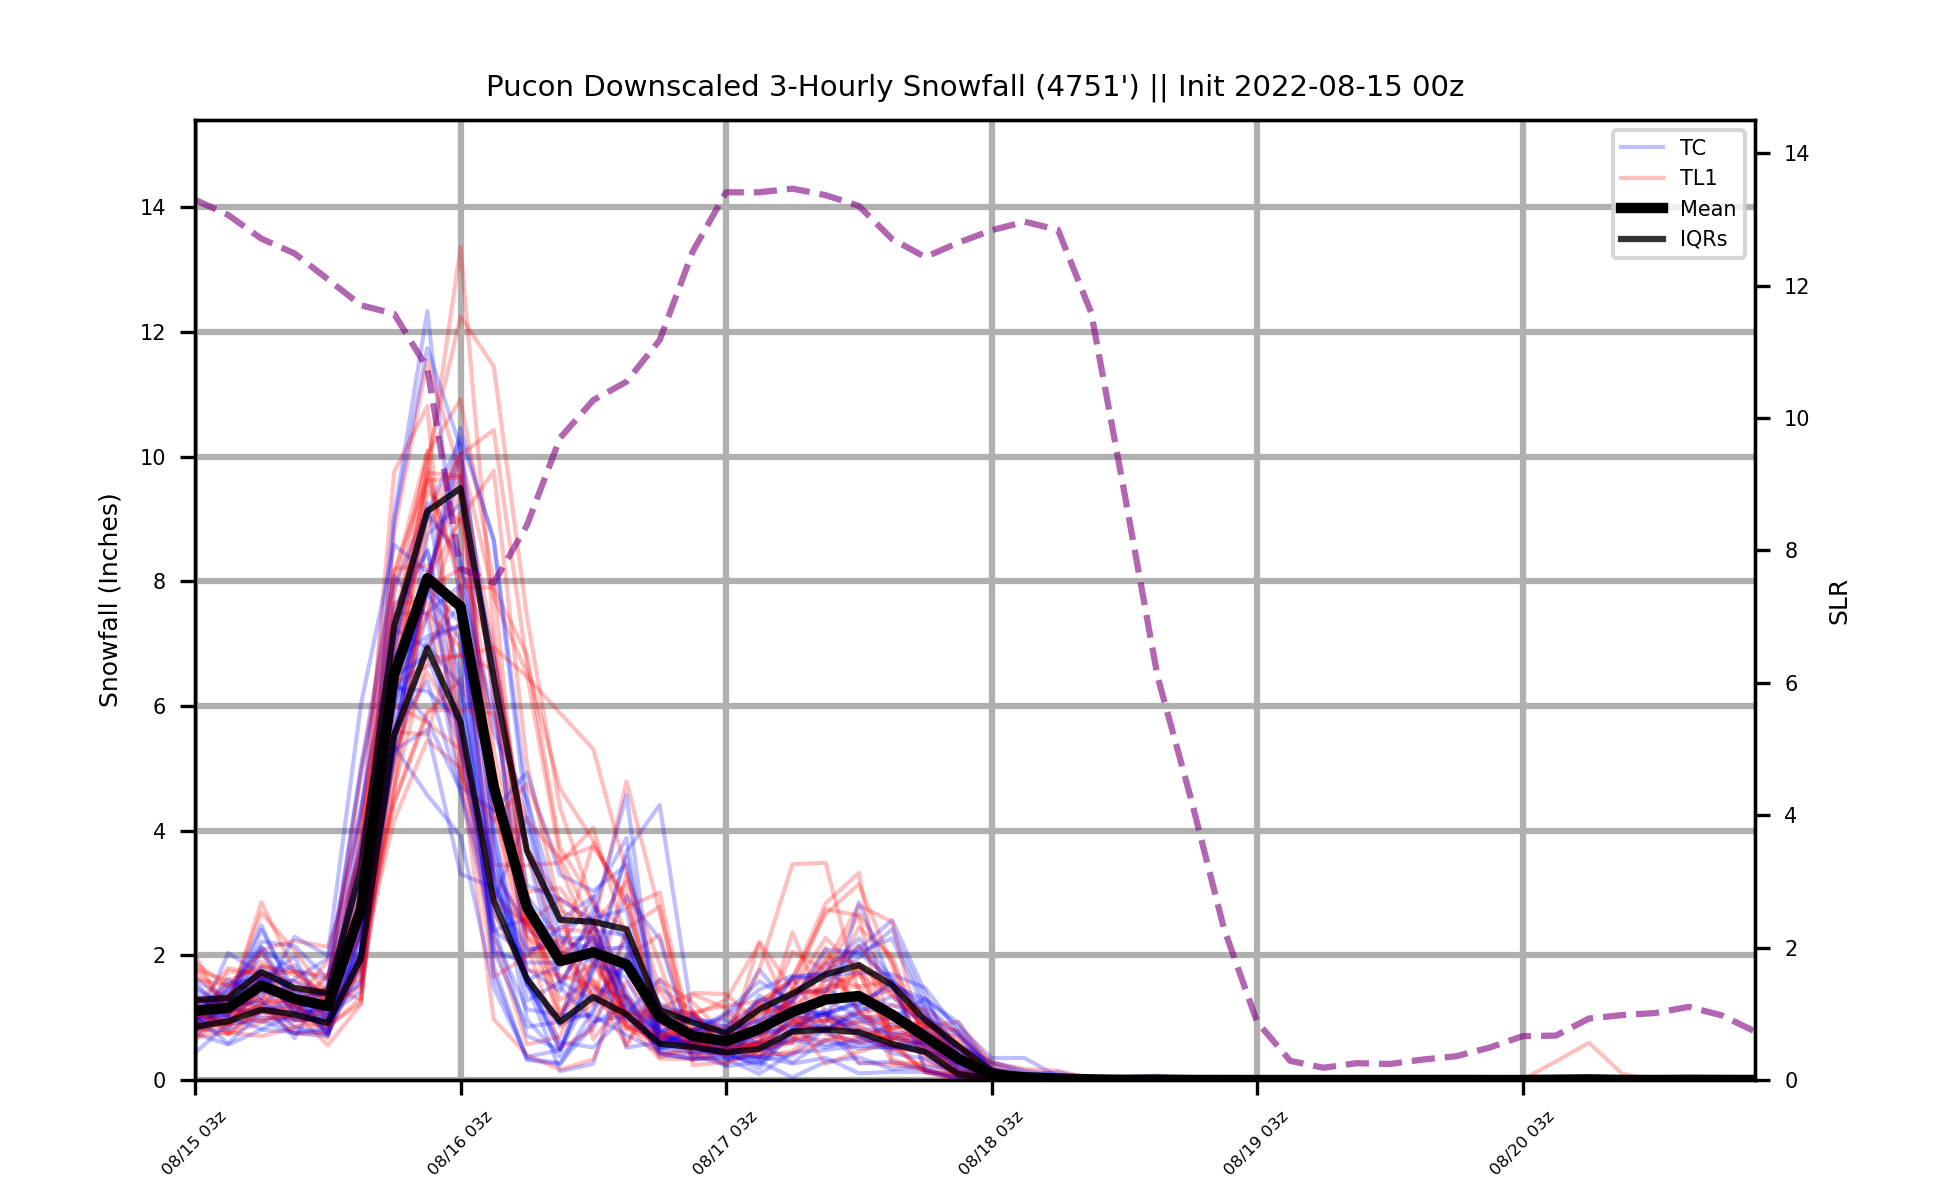 Pucon Downscaled 3-Hourly Snowfall (4751') || Init 2022-08-15 00z
TC
TL1
Mean
IQRs
Snowfall (Inches)
14
12
10
8
6
4
2
0
14
12
10
8
6
4
2
0
SLR
08/15 03z
08/16 03z
08/17 03z
08/18 03z
08/19 03z
08/20 03z